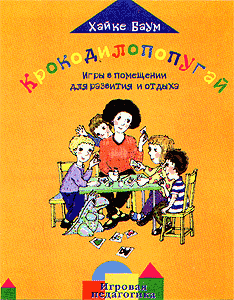 Хайке Баум
Крокодилопопугай
Игры в помещении
для развития и отдыха
Игровая
педагогика